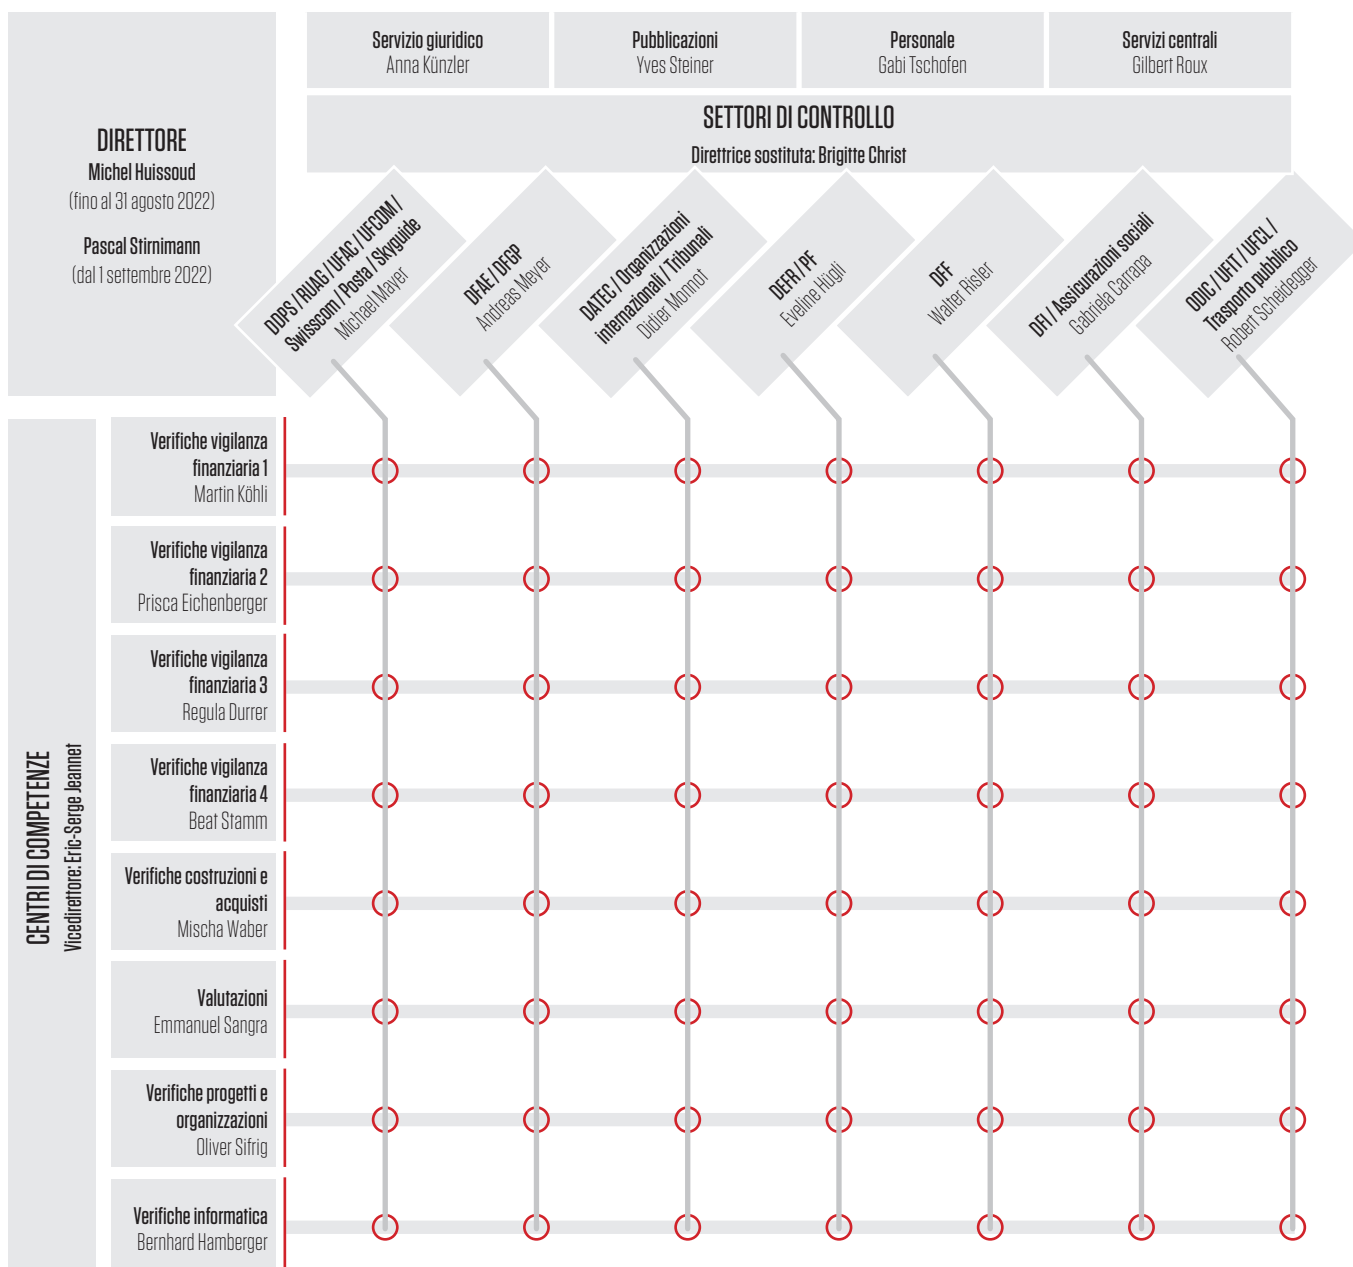 DIRETTORE
Michel Huissoud
(fino al 31 agosto 2022)
Pascal Stirnimann
(dal 1 settembre 2022)
Servizio giuridico
Anna Künzler
Pubblicazioni
Yves Steiner
Personale
Gabi Tschofen
Servizi centrali
Gilbert Roux
SETTORI DI CONTROLLO
Direttrice sostituta: Brigitte Christ
DDPS / RUAG / UFAC / UFCOM /
Swisscom / Posta / Skyguide
Michael Mayer
DFAE / DFGP
Andreas Meyer
DATEC / Organizzazioni
internazionali / Tribunali
Didier Monnot
DEFR / PF
Eveline Hügli
DFF
Walter Risler
DFI / Assicurazioni sociali
Gabriela Carrapa
ODIC / UFIT / UFCL /
Trasporto pubblico
Robert Scheidegger
CENTRI DI COMPETENZE
Vicedirettore: Eric-Serge Jeannet
Verifiche vigilanza
finanziaria 1
Martin Köhli
Verifiche vigilanza
finanziaria 2
Prisca Eichenberger
Verifiche vigilanza
finanziaria 3
Regula Durrer
Verifiche vigilanza
finanziaria 4
Beat Stamm
Verifiche costruzioni e
acquisti
Mischa Waber
Valutazioni
Emmanuel Sangra
Verifiche progetti e
organizzazioni
Oliver Sifrig
Verifiche informatica
Bernhard Hamberger